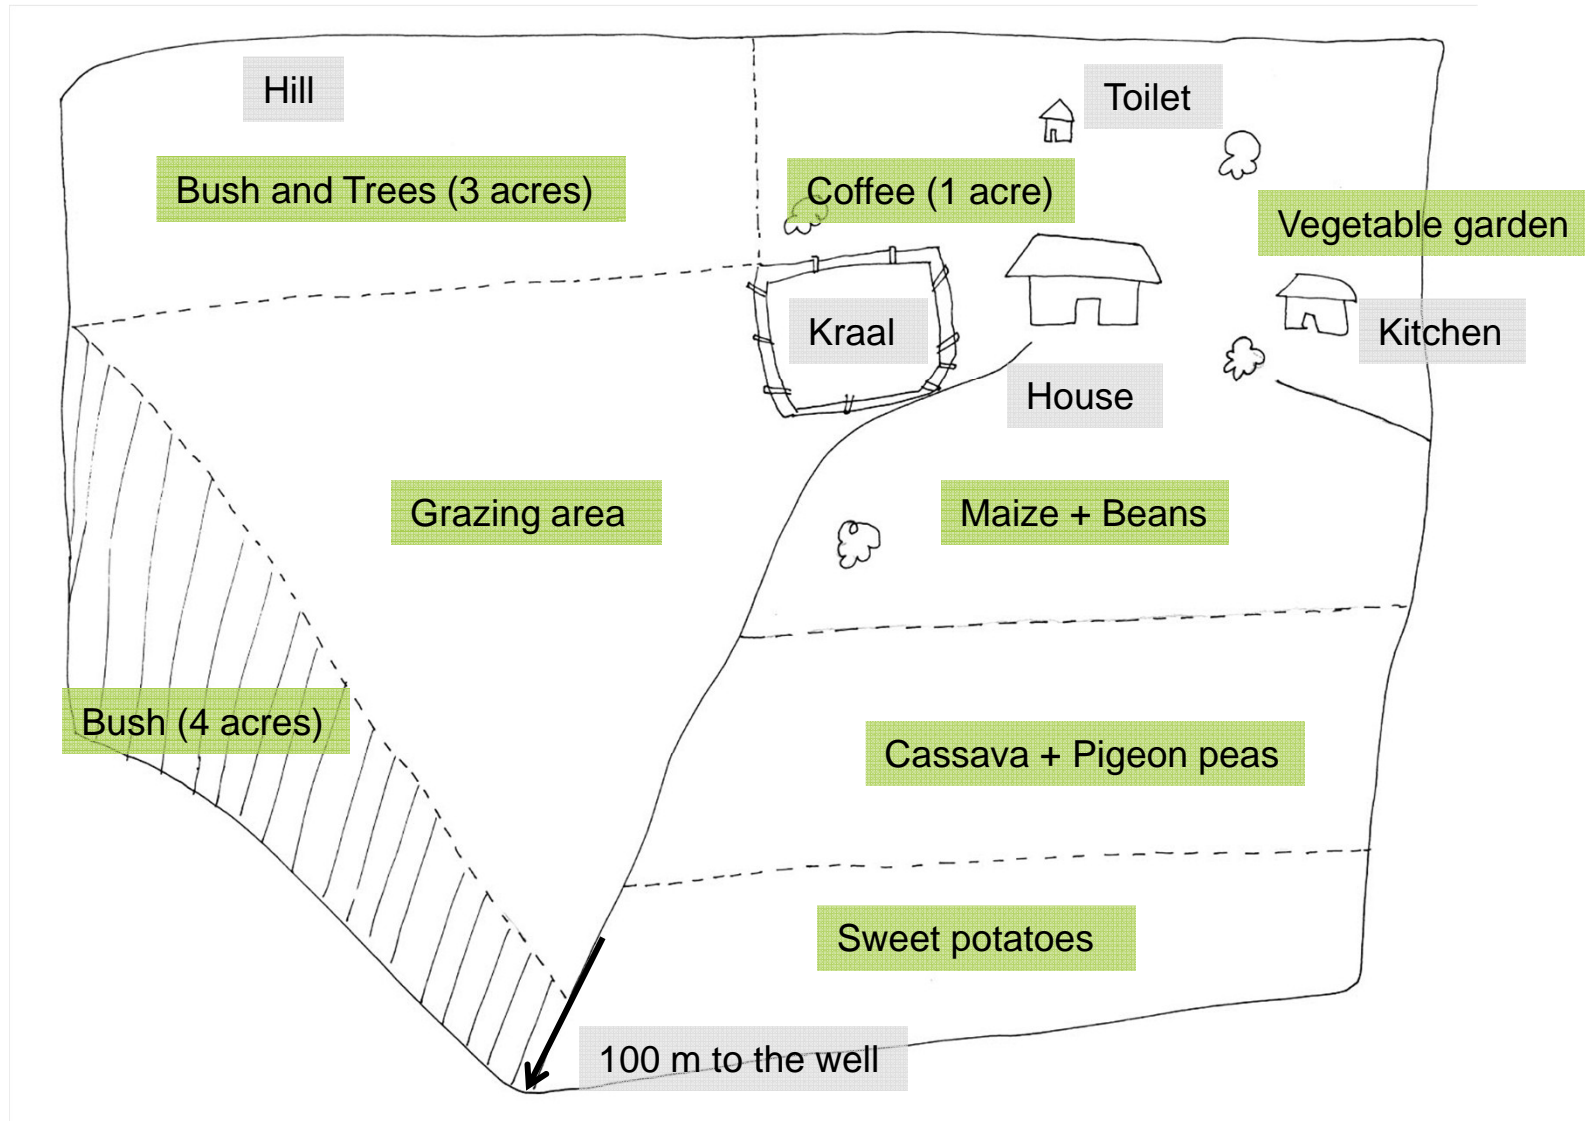 Hill
Toilet
Bush and Trees (3 acres)
Coffee (1 acre)
Vegetable garden
Kraal
Kitchen
House
Grazing area
Maize + Beans
Bush (4 acres)
Cassava + Pigeon peas
Sweet potatoes
100 m to the well